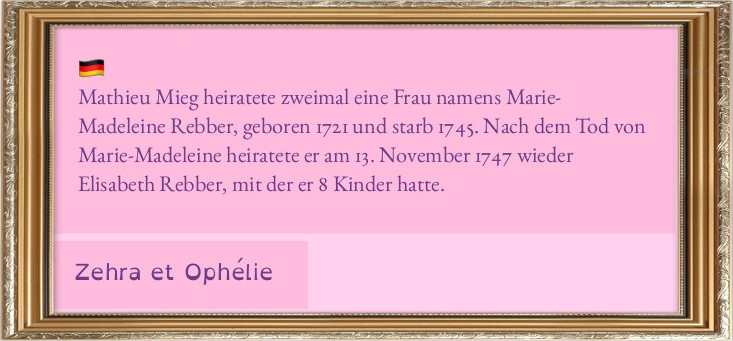 🇩🇪
Mathieu Mieg heiratete zweimal eine Frau namens Marie-
Madeleine Rebber, geboren 1721 und starb 1745. Nach dem Tod von
Marie-Madeleine heiratete er am 13. November 1747 wieder
Elisabeth Rebber, mit der er 8 Kinder hatte.
Zehra et Ophélie